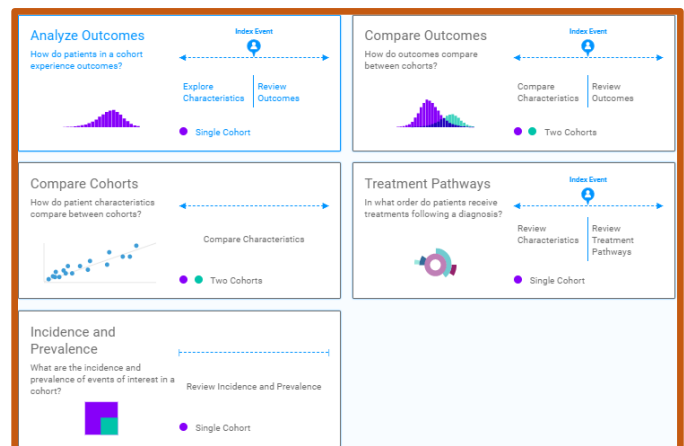 Analyze Outcomes
How do patients in a cohort
experience outcomes?
Index Event
Explore
Characteristics
Review
Outcomes
Single Cohort
Compare Outcomes
How do outcomes compare
between cohorts?
Index Event
Compare
Characteristics
Review
Outcomes
Two Cohorts
Compare Cohorts
How do patient characteristics
compare between cohorts?
Compare Characteristics
Two Cohorts
Treatment Pathways
In what order do patients receive
treatments following a diagnosis?
Index Event
Review
Characteristics
Review
Treatment
Pathways
Single Cohort
Incidence and
Prevalence
What are the incidence and
prevalence of events of interest in a
cohort?
Review Incidence and Prevalence
Single Cohort